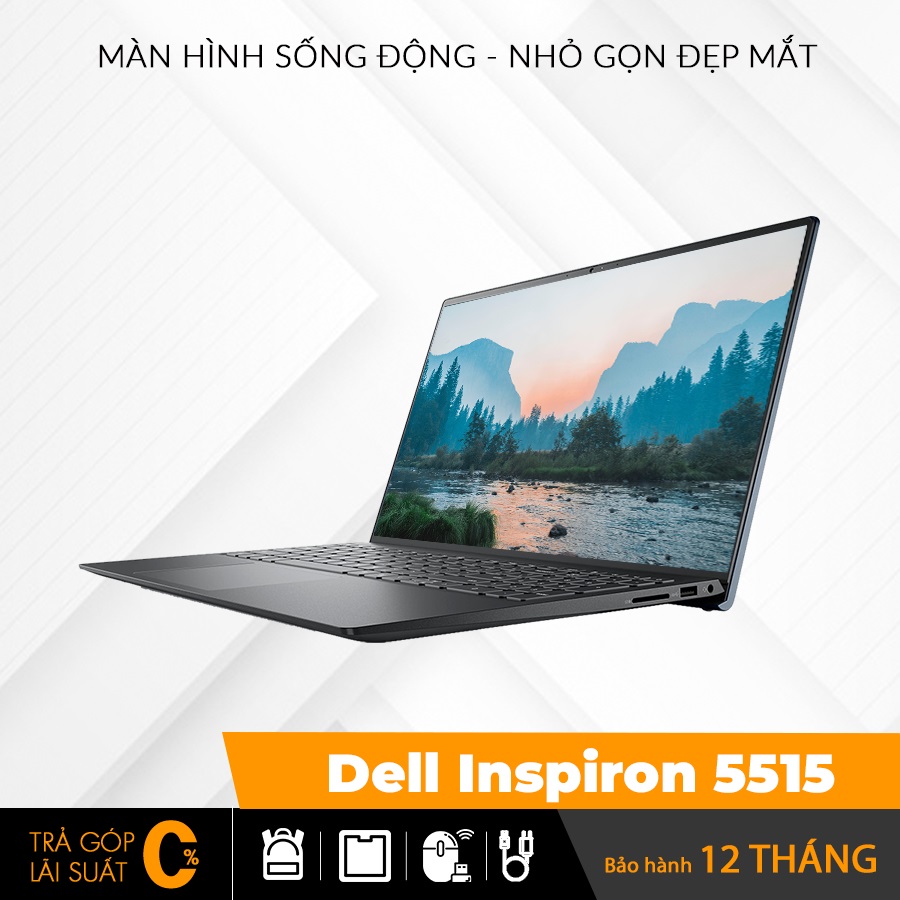 MÀN HÌNH SỐNG ĐỘNG - NHỎ GỌN ĐẸP MẮT
Dell Inspiron 5515
TRẢ GÓP
LÃI SUẤT 0%
Bảo hành 12 THÁNG